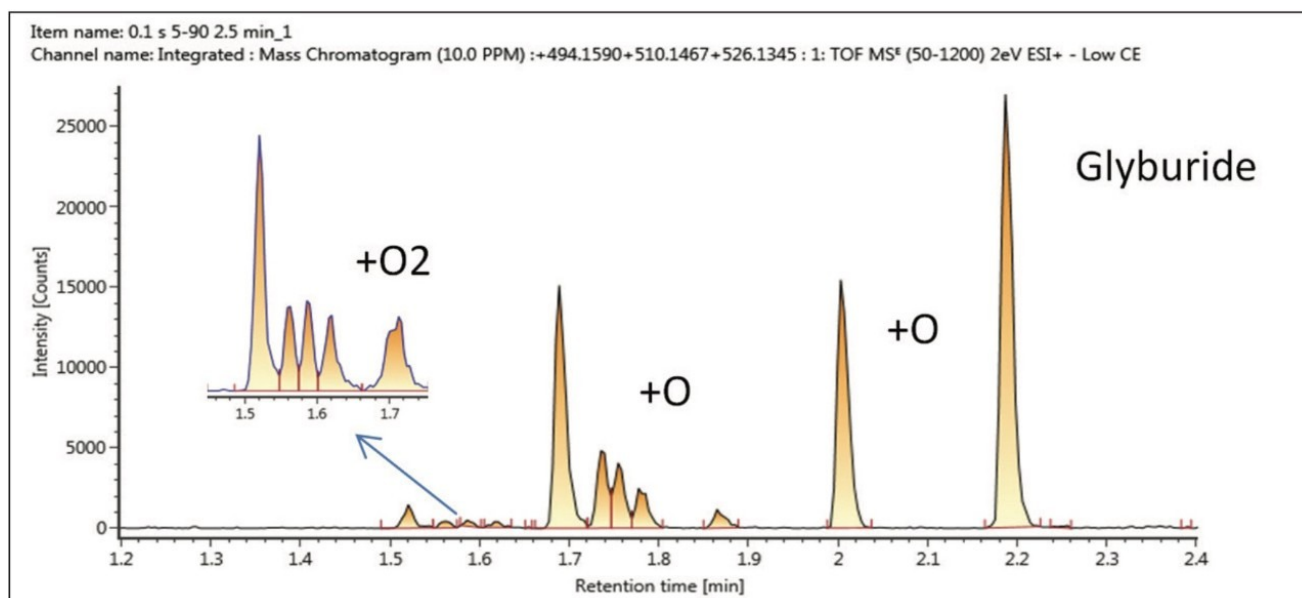 Item name: 0.1 s 5-90 2.5 min_1
Channel name: Integrated : Mass Chromatogram (10.0 PPM) :+494.1590+510.1467+526.1345 : 1: TOF MSᴱ (50-1200) 2eV ESI+ - Low CE
25000
20000
15000
10000
5000
0
Intensity [Counts]
Glyburide
+O2
+O
+O
1.5 1.6 1.7
1.2 1.3 1.4 1.5 1.6 1.7 1.8 1.9 2 2.1 2.2 2.3 2.4
Retention time [min]